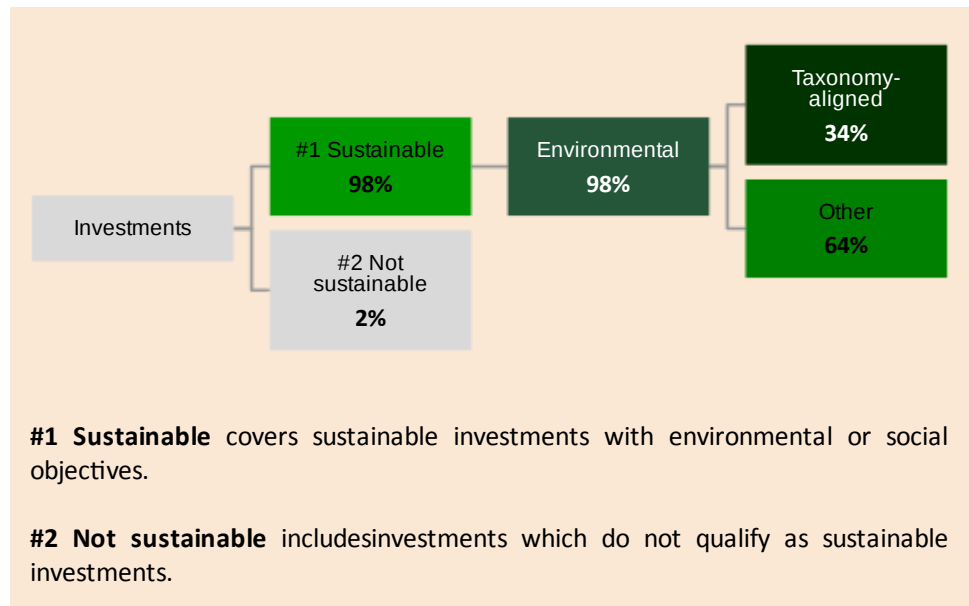 Taxonomy-
aligned
34%
#1 Sustainable
98%
Environmental
98%
Other
64%
Investments
#2 Not
sustainable
2%
#1 Sustainable covers sustainable investments with environmental or social
objectives.
#2 Not sustainable includesinvestments which do not qualify as sustainable
investments.